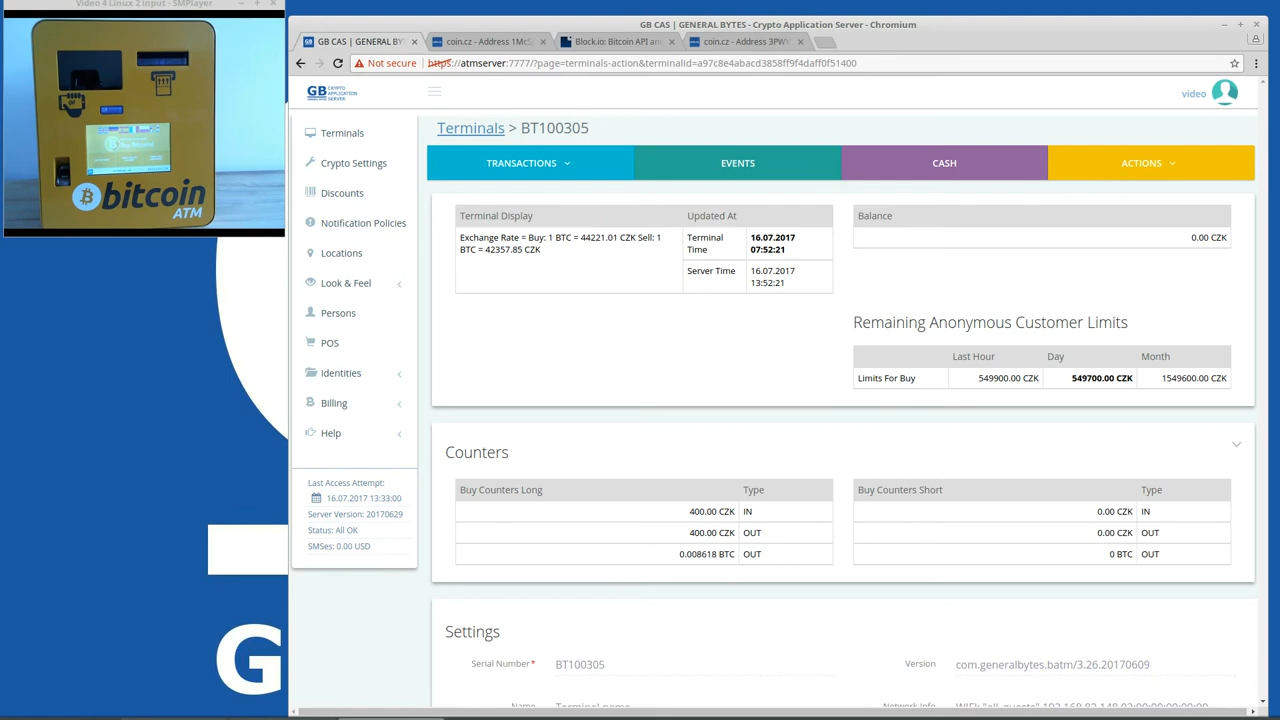 Video 4 Linux 2 input - SMPlayer
bitcoin
ATM
G
GB CAS | GENERAL BYTES - Crypto Application Server - Chromium
GB CAS | GENERAL BY
coin.cz - Address 1McS
Block.io: Bitcoin API an
coin.cz - Address 3PWY
Not secure
https://atmserver:7777/?page=terminals-action&terminalid=a97c8e4abacd3858ff9f4daff0f51400
GB CRYPTO APPLICATION SERVER
video
Terminals
Crypto Settings
Discounts
Notification Policies
Locations
Look & Feel
Persons
POS
Identities
Billing
Help
Last Access Attempt:
16.07.2017 13:33:00
Server Version: 20170629
Status: All OK
SMSes: 0.00 USD
Terminals > BT100305
TRANSACTIONS EVENTS CASH ACTIONS
Terminal Display Updated At
Exchange Rate = Buy: 1 BTC = 44221.01 CZK Sell: 1
BTC = 42357.85 CZK
Terminal Time 16.07.2017 07:52:21
Server Time 16.07.2017 13:52:21
Balance
0.00 CZK
Remaining Anonymous Customer Limits
Last Hour Day Month
Limits For Buy 549900.00 CZK 549700.00 CZK 1549600.00 CZK
Counters
Buy Counters Long Type
400.00 CZK IN
400.00 CZK OUT
0.008618 BTC OUT
Buy Counters Short Type
0.00 CZK IN
0.00 CZK OUT
0 BTC OUT
Settings
Serial Number* BT100305
Version com.generalbytes.batm/3.26.20170609
Name Terminal name